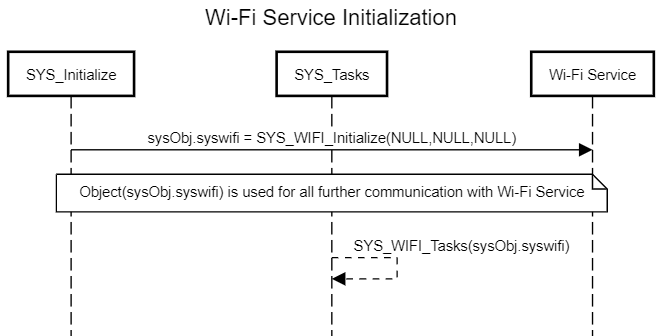 Wi-Fi Service Initialization
SYS_Initialize
SYS_Tasks
Wi-Fi Service
sysObj.syswifi = SYS_WIFI_Initialize(NULL,NULL,NULL)
Object(sysObj.syswifi) is used for all further communication with Wi-Fi Service
SYS_WIFI_Tasks(sysObj.syswifi)